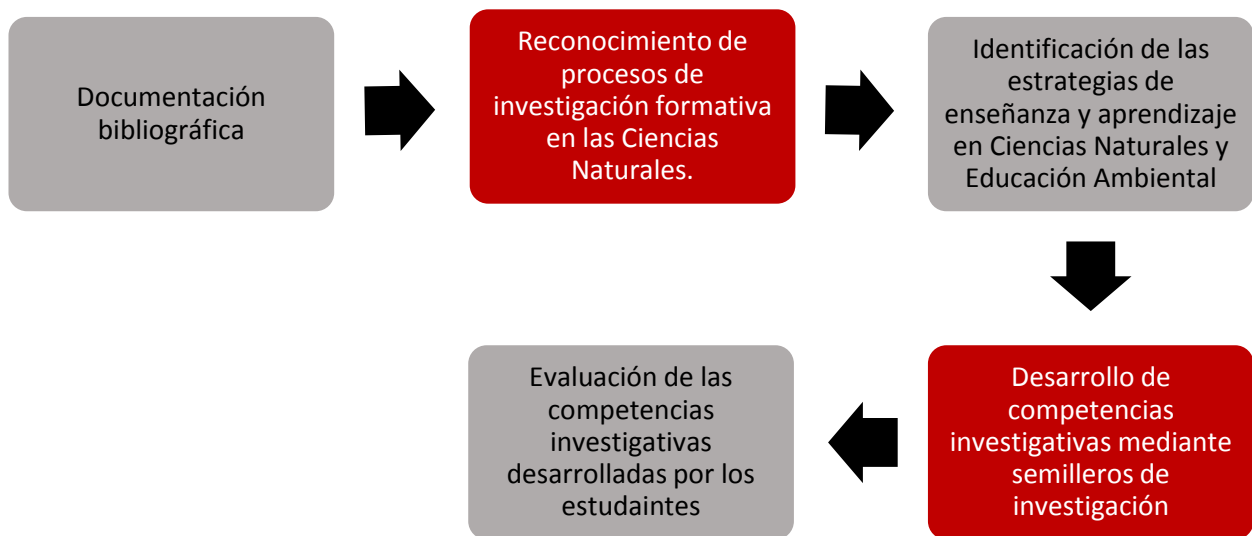 Documentación
bibliográfica
Reconocimiento de
procesos de
investigación formativa
en las Ciencias
Naturales.
Identificación de las
estrategias de
enseñanza y aprendizaje
en Ciencias Naturales y
Educación Ambiental
Desarrollo de
competencias
investigativas mediante
semilleros de
investigación
Evaluación de las
competencias
investigativas
desarrolladas por los
estudaintes